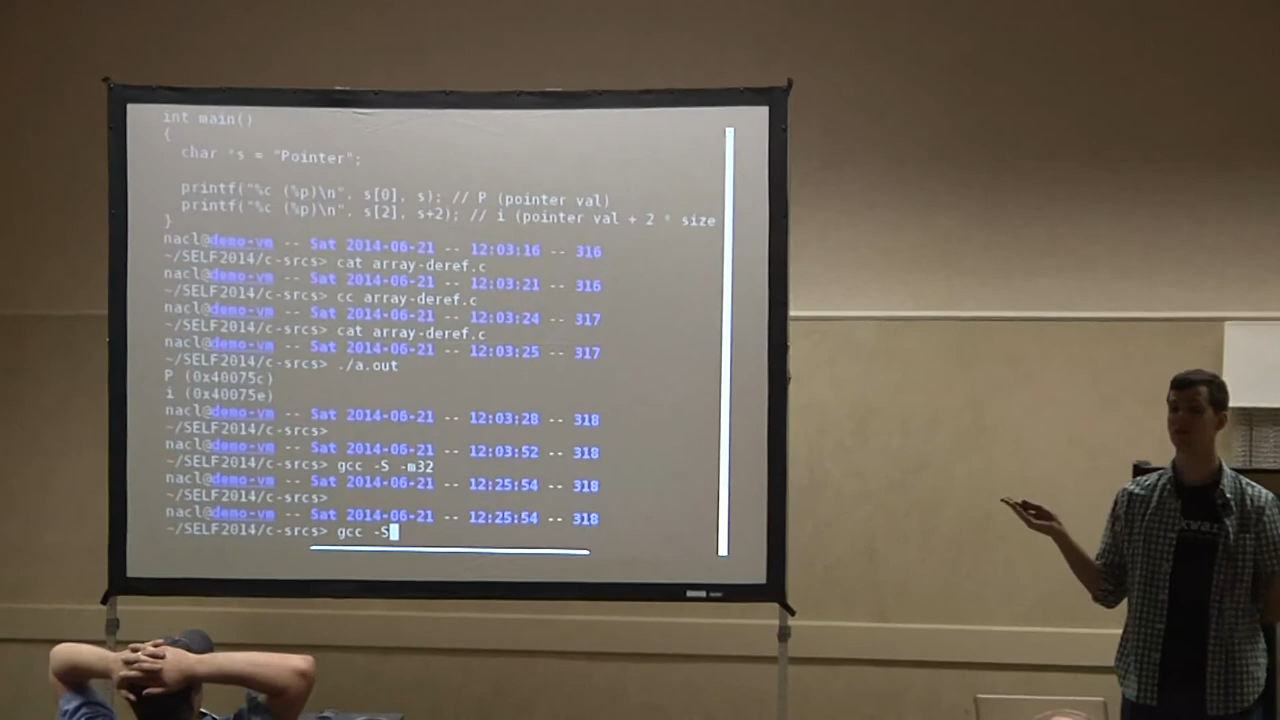 int main()
{
char *s = "Pointer";
printf("%c (%p)\n", s[0], s); // P (pointer val)
printf("%c (%p)\n", s[2], s+2); // i (pointer val + 2 * size
}
nacl@demo-vm -- Sat 2014-06-21 -- 12:03:16 -- 316
~/SELF2014/c-srcs> cat array-deref.c
nacl@demo-vm -- Sat 2014-06-21 -- 12:03:21 -- 316
~/SELF2014/c-srcs> cc array-deref.c
nacl@demo-vm -- Sat 2014-06-21 -- 12:03:24 -- 317
~/SELF2014/c-srcs> cat array-deref.c
nacl@demo-vm -- Sat 2014-06-21 -- 12:03:25 -- 317
~/SELF2014/c-srcs> ./a.out
P (0x40075c)
i (0x40075e)
nacl@demo-vm -- Sat 2014-06-21 -- 12:03:28 -- 318
~/SELF2014/c-srcs>
nacl@demo-vm -- Sat 2014-06-21 -- 12:03:52 -- 318
~/SELF2014/c-srcs> gcc -S -m32
nacl@demo-vm -- Sat 2014-06-21 -- 12:25:54 -- 318
~/SELF2014/c-srcs>
nacl@demo-vm -- Sat 2014-06-21 -- 12:25:54 -- 318
~/SELF2014/c-srcs> gcc -S